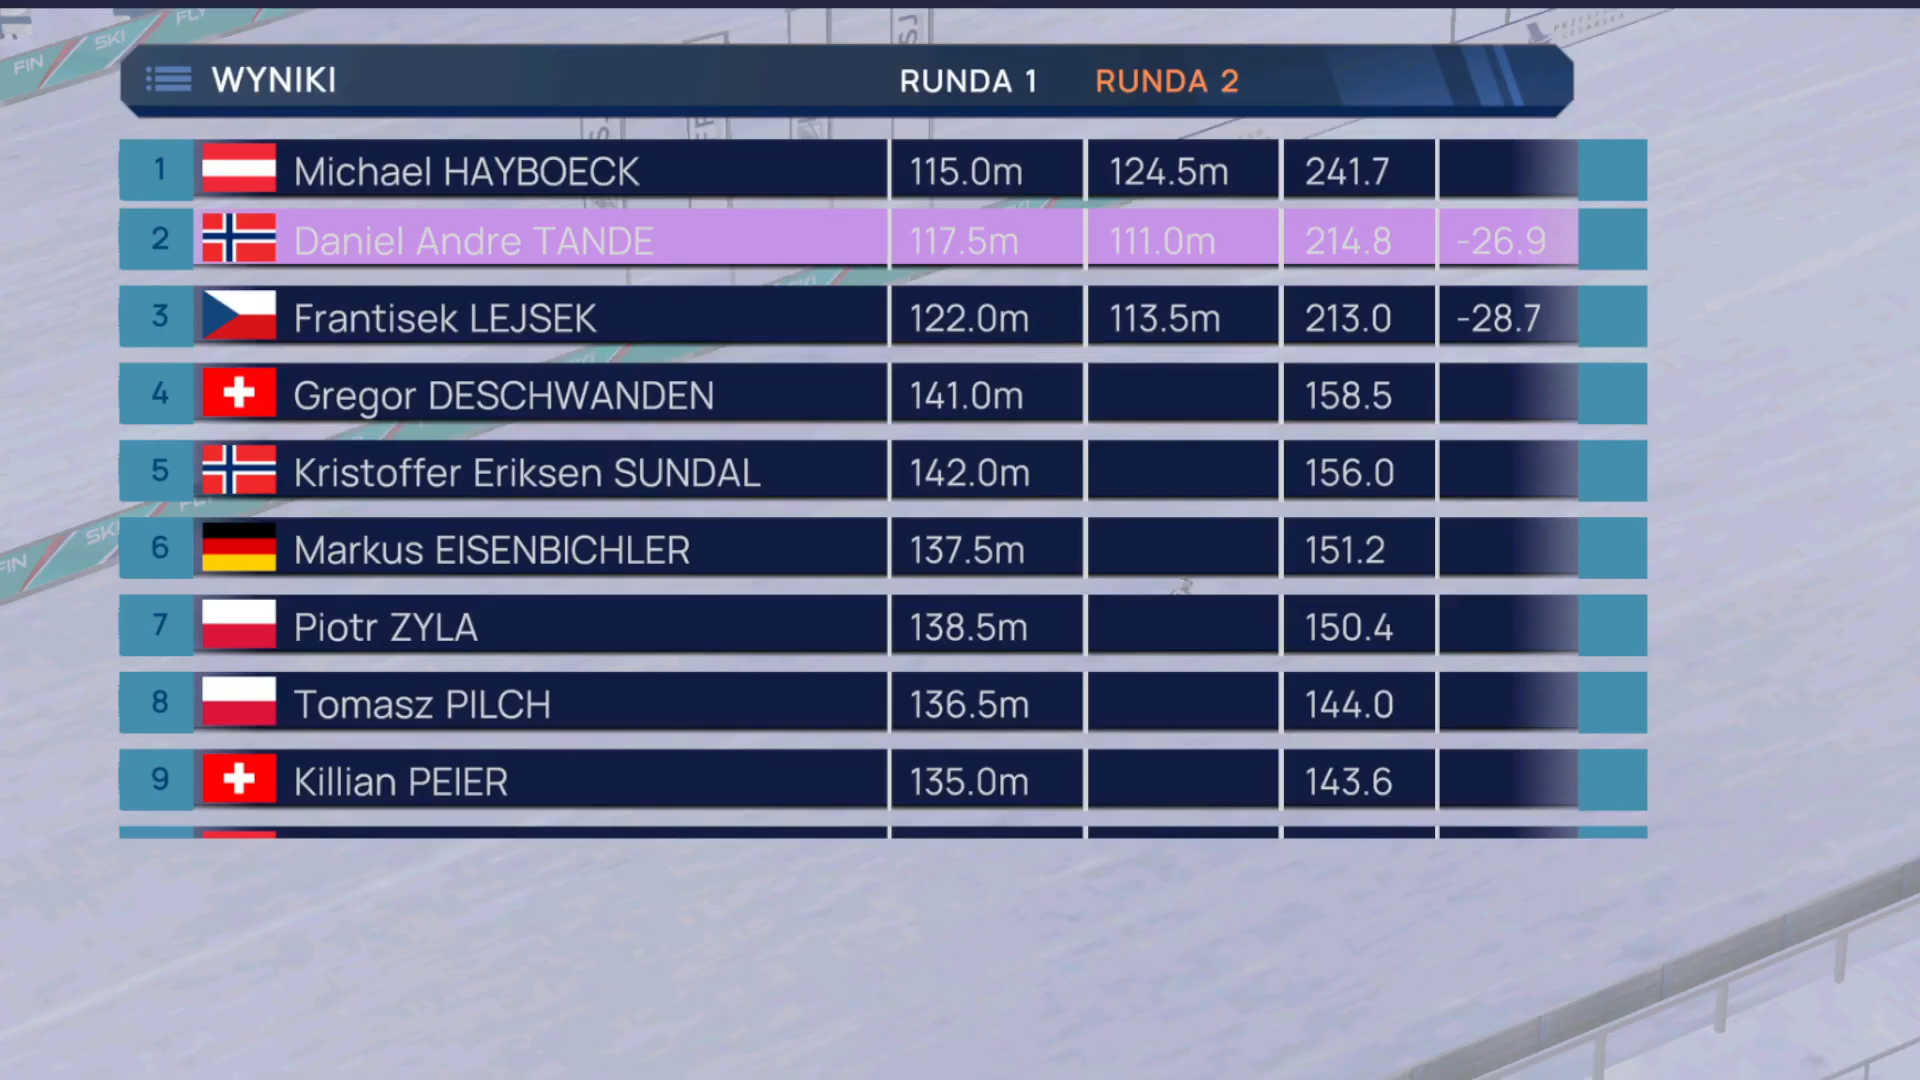 FIN
SKI
FLY
WYNIKI RUNDA 1 RUNDA 2
1 Michael HAYBOECK 115.0m 124.5m 241.7
2 Daniel Andre TANDE 117.5m 111.0m 214.8 -26.9
3 Frantisek LEJSEK 122.0m 113.5m 213.0 -28.7
4 Gregor DESCHWANDEN 141.0m 158.5
5 Kristoffer Eriksen SUNDAL 142.0m 156.0
6 Markus EISENBICHLER 137.5m 151.2
7 Piotr ZYLA 138.5m 150.4
8 Tomasz PILCH 136.5m 144.0
9 Killian PEIER 135.0m 143.6